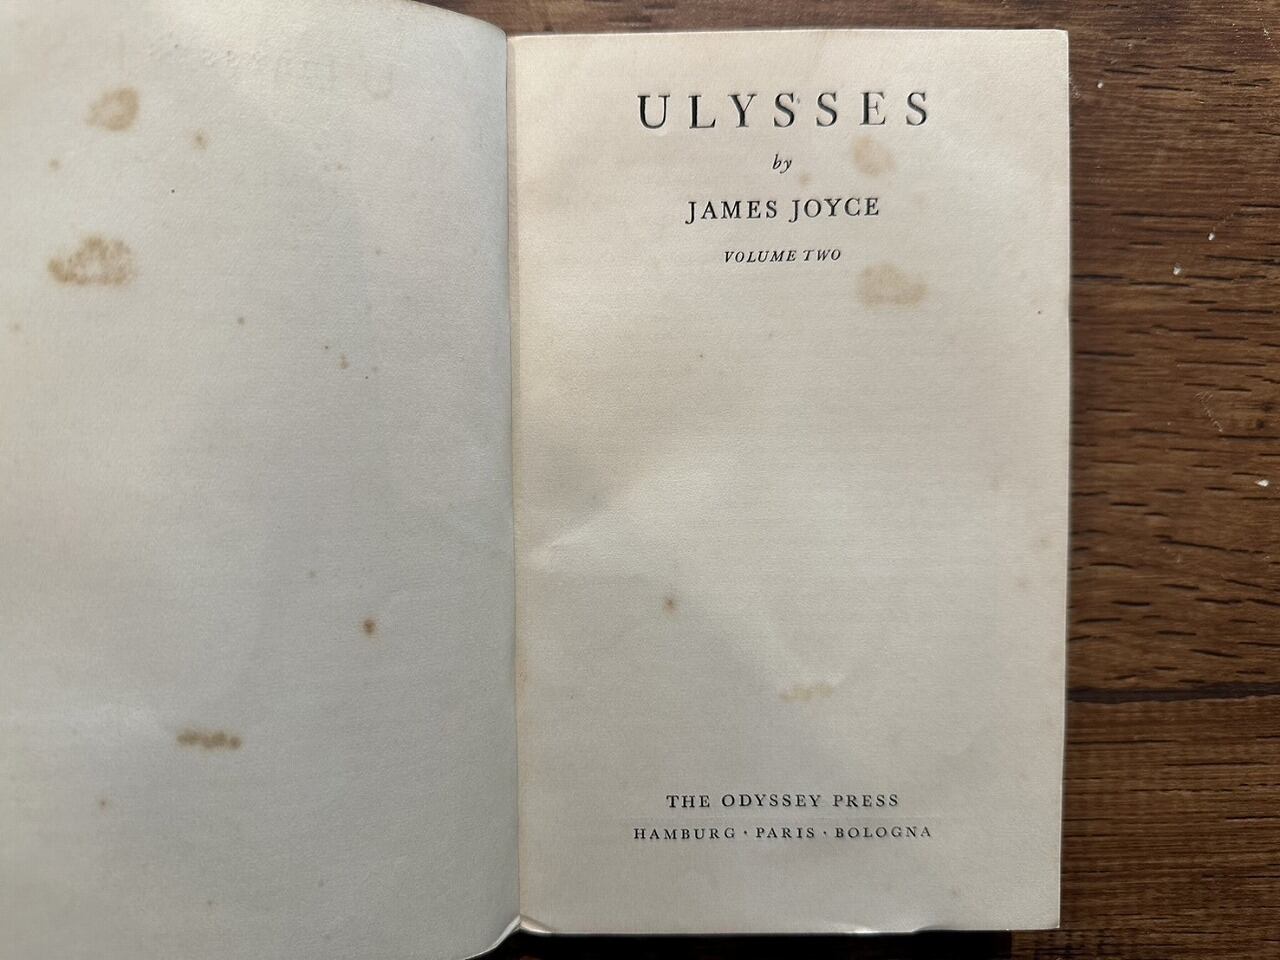 ULYSSES
by
JAMES JOYCE
VOLUME TWO
THE ODYSSEY PRESS
HAMBURG · PARIS · BOLOGNA